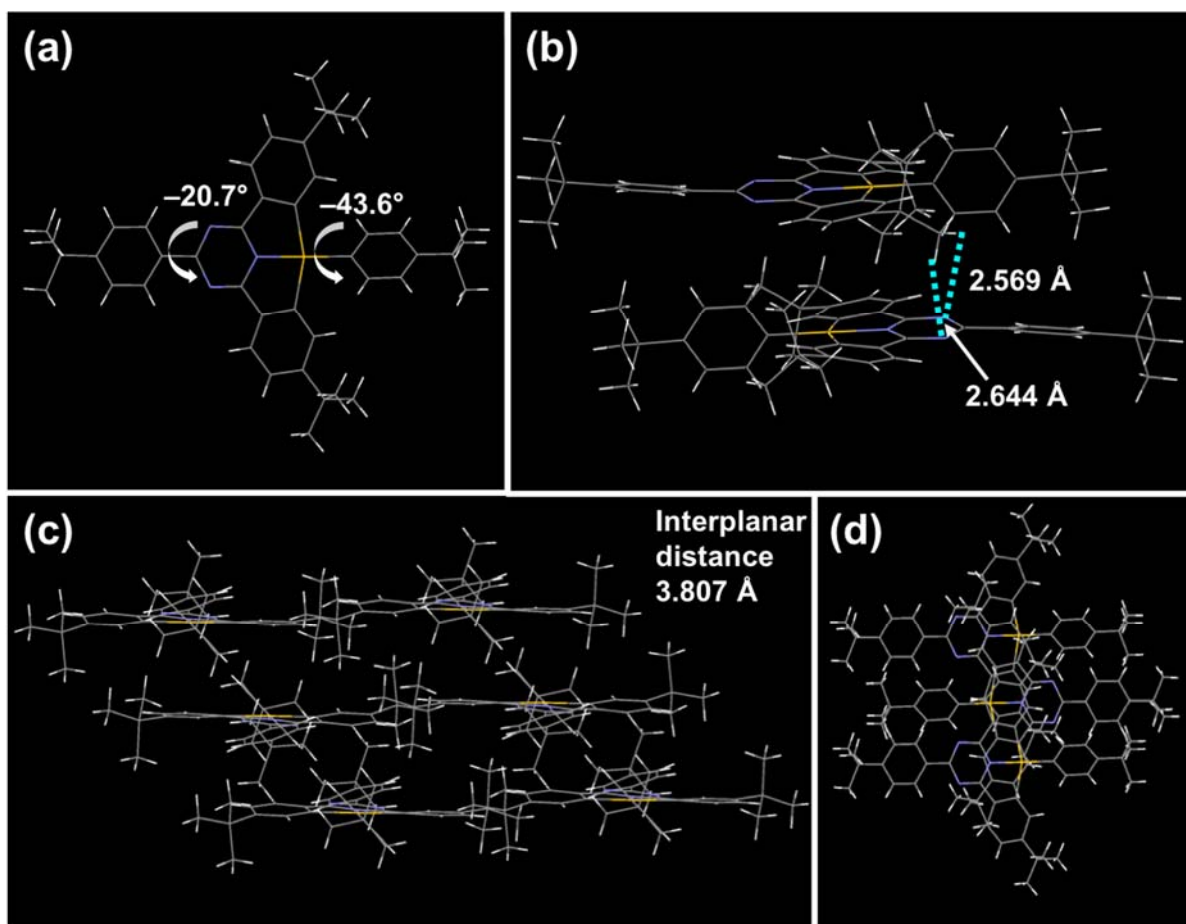 (a)
–20.7°
–43.6°
(b)
2.569 Å
2.644 Å
(c)
Interplanar
distance
3.807 Å
(d)